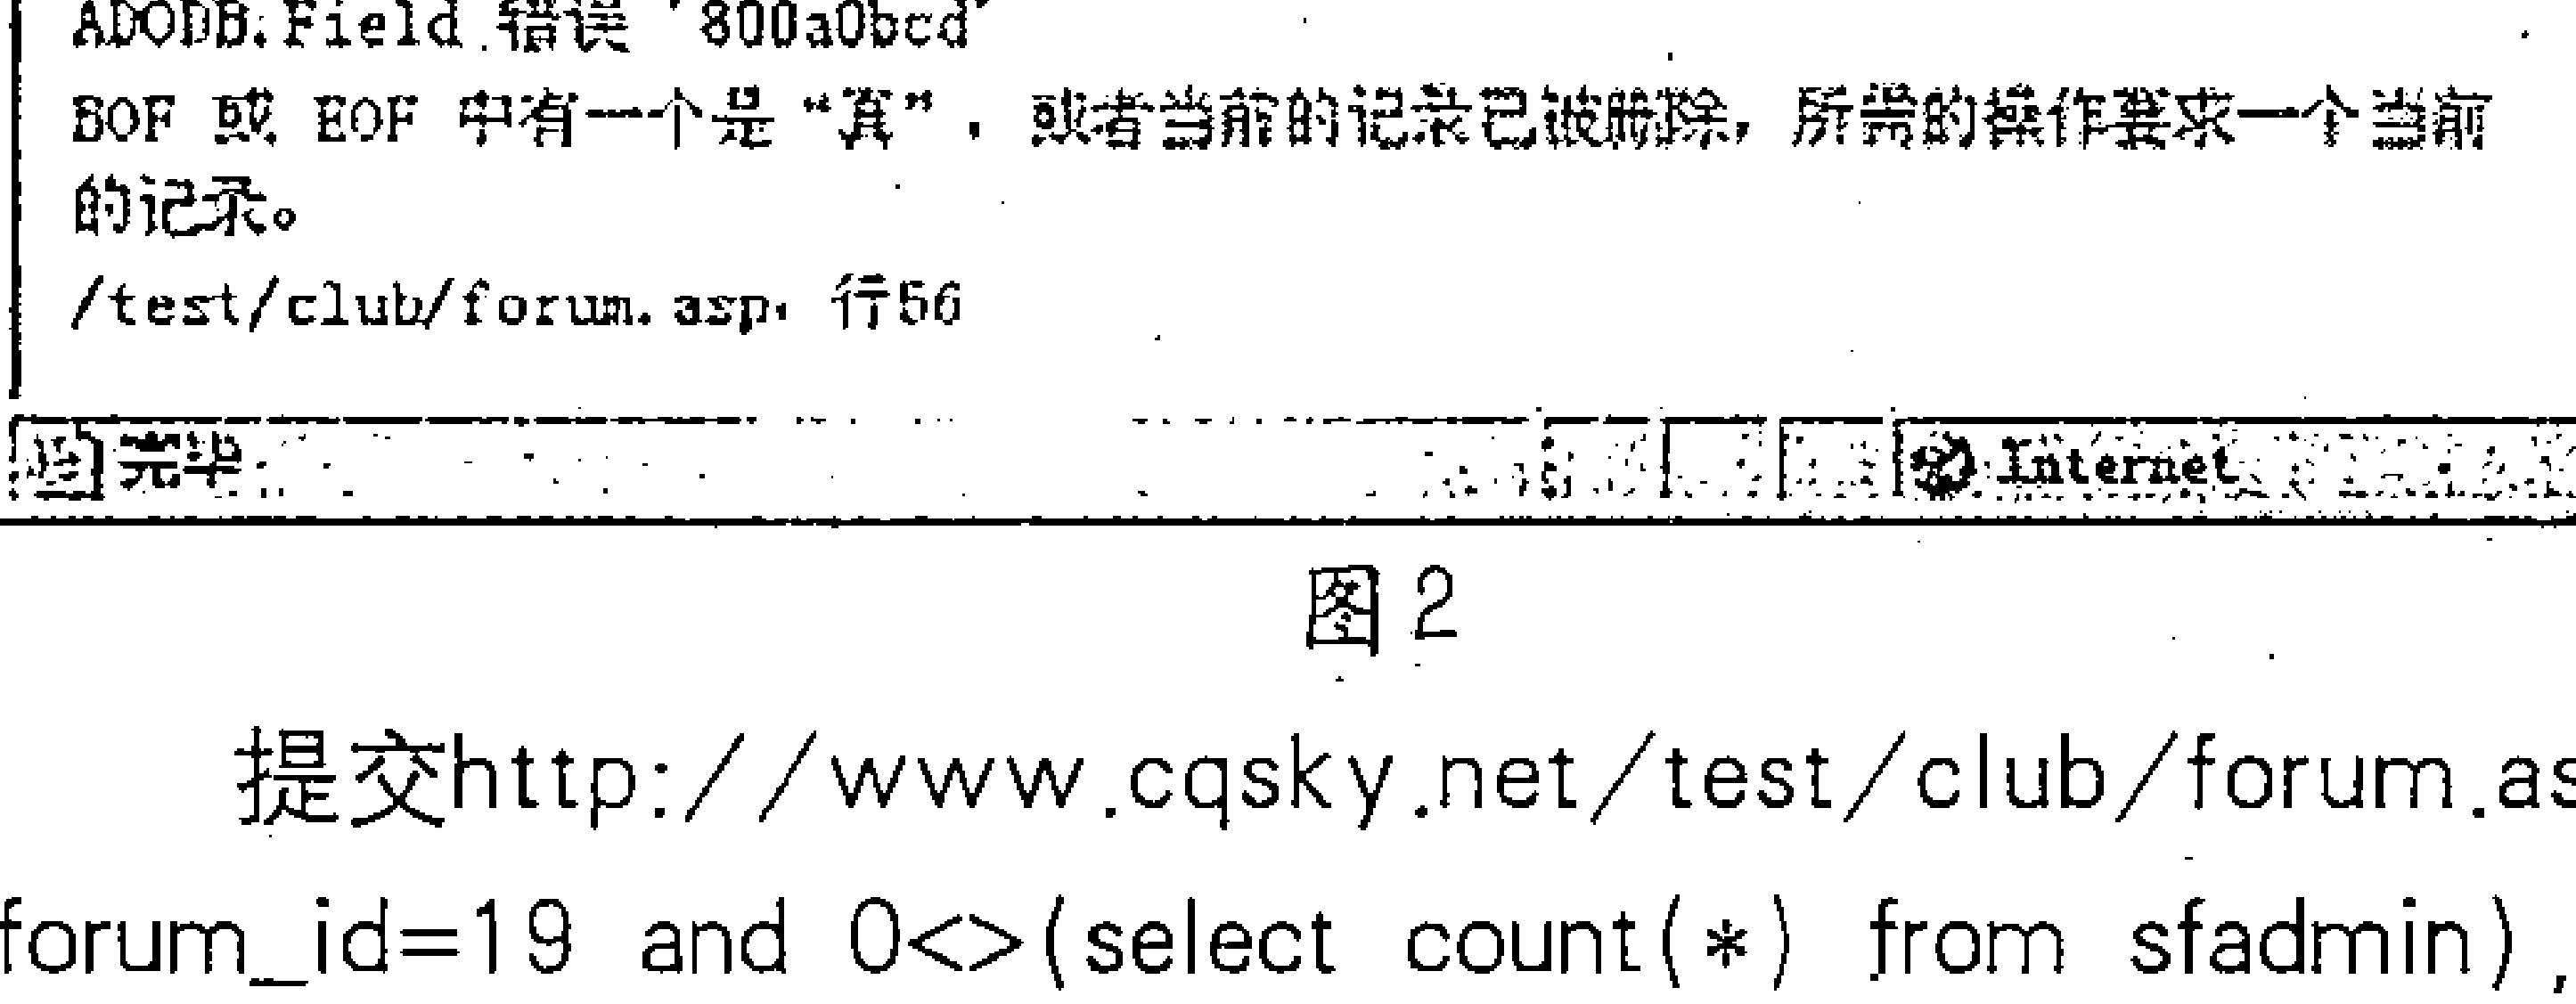 ADODB.Field 错误 '800a0bcd'
BOF 或 EOF 中有一个是“真”，或者当前的记录已被删除，所需的操作要求一个当前
的记录。
/test/club/forum.asp，行56
完毕 Internet
图 2
提交http://www.cqsky.net/test/club/forum.as
forum_id=19 and 0<>(select count(*) from sfadmin),